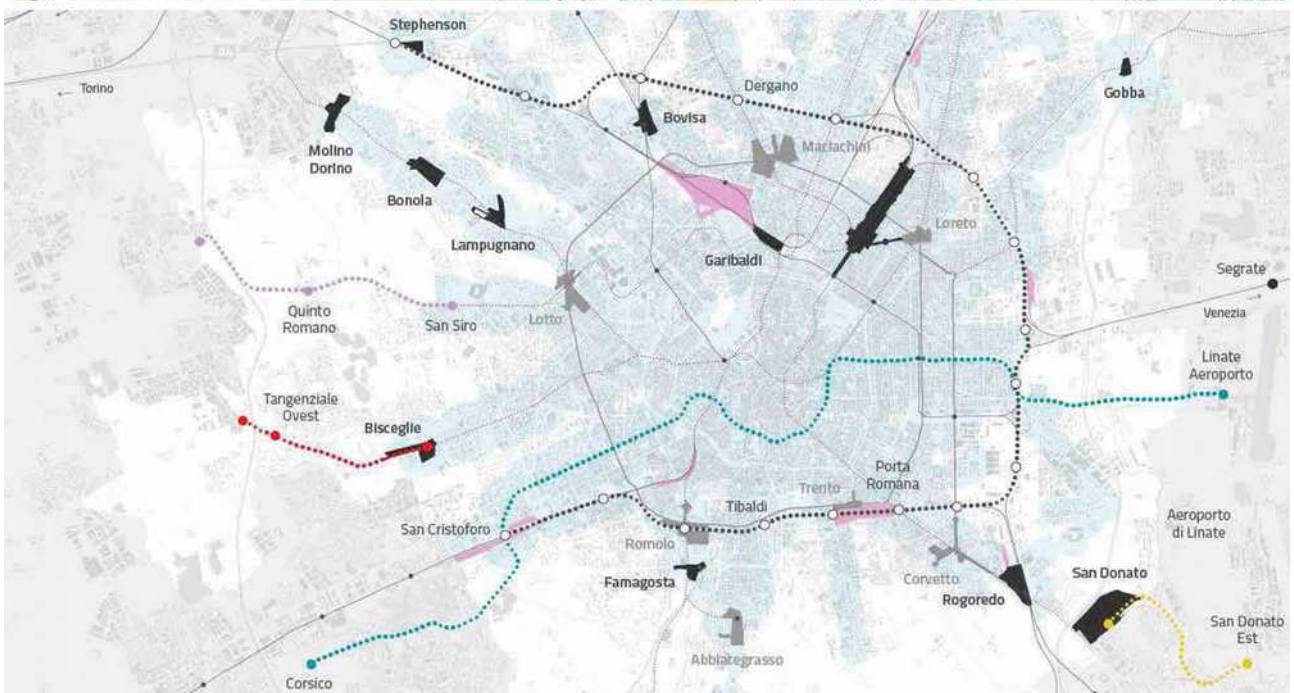 Stephenson
← Torino
Dergano
Gobba
Bovisa
Maciachini
Molino
Dorino
Bonola
Lampugnano
Loreto
Garibaldi
Segrate
→
Venezia
Quinto
Romano
San Siro
Lotto
Linate
Aeroporto
Tangenziale
Ovest
Bisceglie
Porta
Romana
Trento
Tibaldi
San Cristoforo
Romolo
Aeroporto
di Linate
Famagosta
Corvetto
San Donato
Rogoredo
San Donato
Est
Abbiategrasso
Corsico